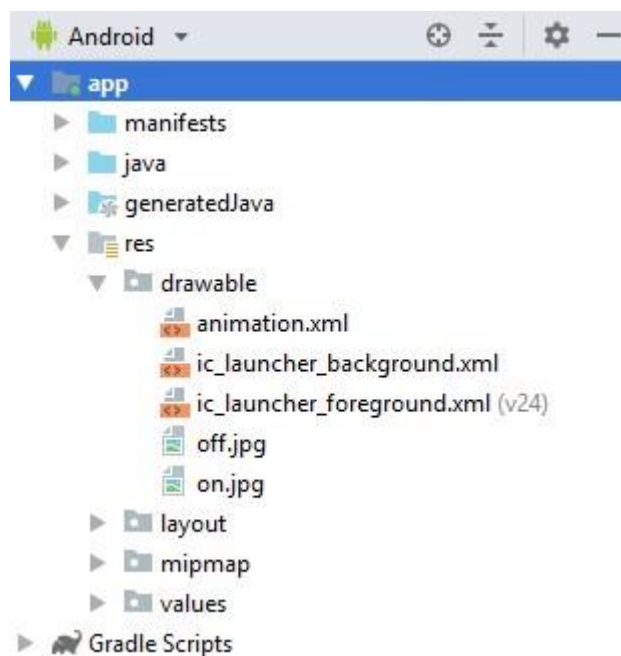 Android
app
manifests
java
generatedJava
res
drawable
animation.xml
ic_launcher_background.xml
ic_launcher_foreground.xml (v24)
off.jpg
on.jpg
layout
mipmap
values
Gradle Scripts